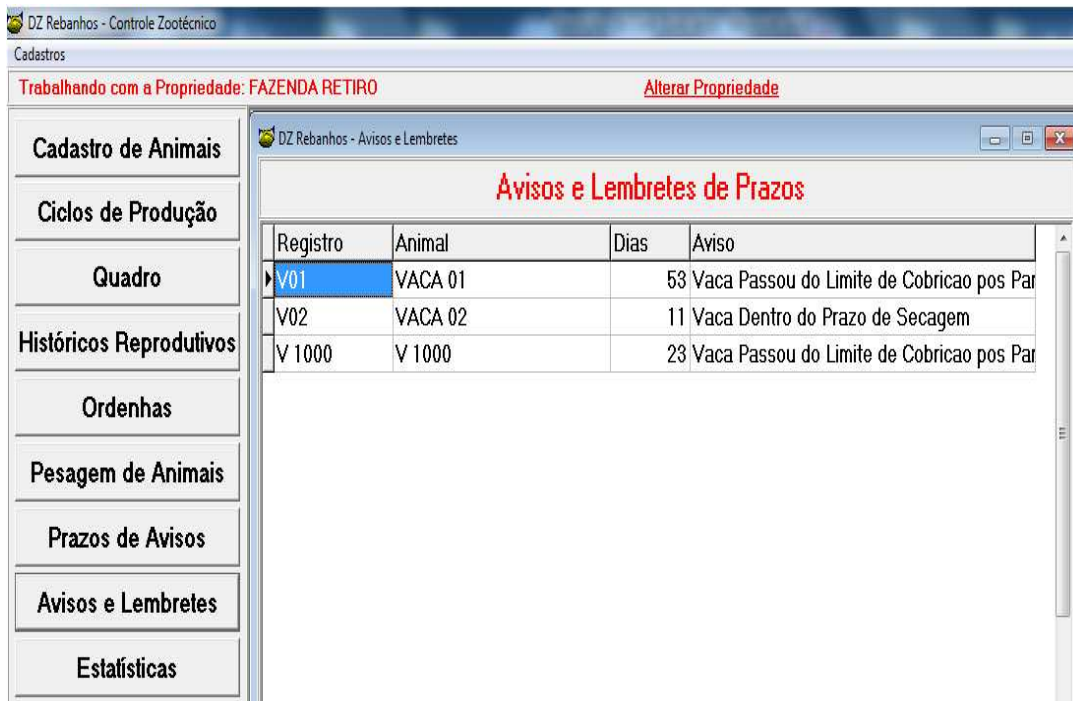 DZ Rebanhos - Controle Zootécnico
Cadastros
Trabalhando com a Propriedade: FAZENDA RETIRO
Alterar Propriedade
Cadastro de Animais
Ciclos de Produção
Quadro
Históricos Reprodutivos
Ordenhas
Pesagem de Animais
Prazos de Avisos
Avisos e Lembretes
Estatísticas
DZ Rebanhos - Avisos e Lembretes
Avisos e Lembretes de Prazos
Registro Animal Dias Aviso
V01 VACA 01 53 Vaca Passou do Limite de Cobricao pos Par
V02 VACA 02 11 Vaca Dentro do Prazo de Secagem
V 1000 V 1000 23 Vaca Passou do Limite de Cobricao pos Par